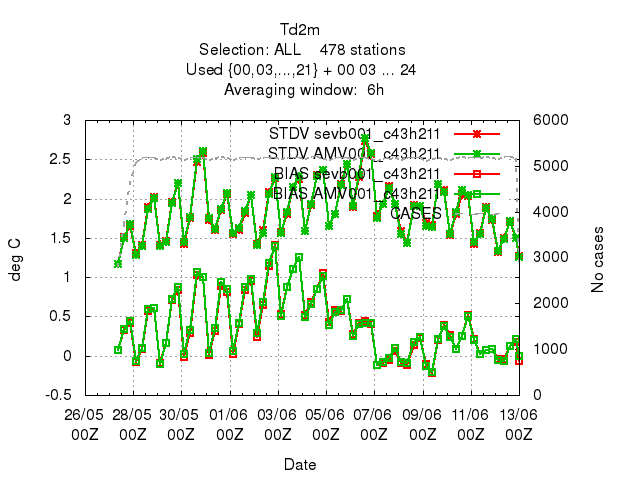 Td2m
Selection: ALL 478 stations
Used {00,03,...,21} + 00 03 ... 24
Averaging window: 6h
STDV sevb001_c43h211
STDV AMV001_c43h211
BIAS sevb001_c43h211
BIAS AMV001_c43h211
CASES
3
2.5
2
1.5
1
0.5
0
-0.5
deg C
6000
5000
4000
3000
2000
1000
0
No cases
26/05 28/05 30/05 01/06 03/06 05/06 07/06 09/06 11/06 13/06
00Z 00Z 00Z 00Z 00Z 00Z 00Z 00Z 00Z 00Z
Date